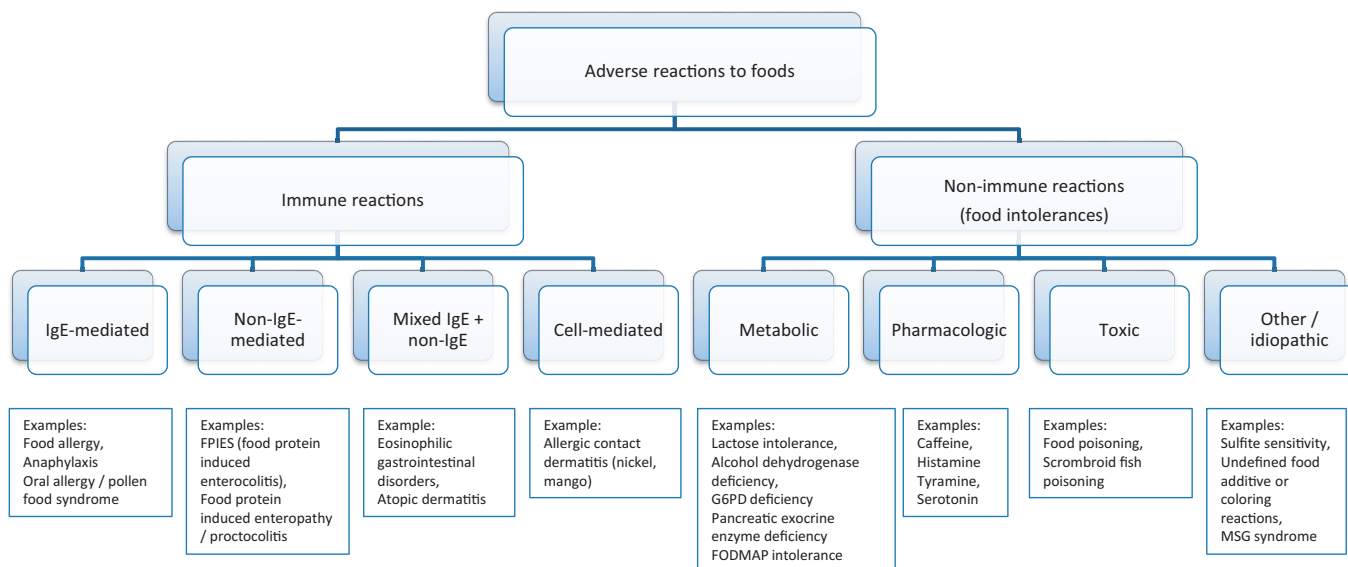 Adverse reactions to foods
Immune reactions
Non-immune reactions
(food intolerances)
IgE-mediated
Non-IgE-
mediated
Mixed IgE +
non-IgE
Cell-mediated
Metabolic
Pharmacologic
Toxic
Other /
idiopathic
Examples:
Food allergy,
Anaphylaxis
Oral allergy / pollen
food syndrome
Examples:
FPIES (food protein
induced
enterocolitis),
Food protein
induced enteropathy
/ proctocolitis
Example:
Eosinophilic
gastrointestinal
disorders,
Atopic dermatitis
Example:
Allergic contact
dermatitis (nickel,
mango)
Examples:
Lactose intolerance,
Alcohol dehydrogenase
deficiency,
G6PD deficiency
Pancreatic exocrine
enzyme deficiency
FODMAP intolerance
Examples:
Caffeine,
Histamine
Tyramine,
Serotonin
Examples:
Food poisoning,
Scrombroid fish
poisoning
Examples:
Sulfite sensitivity,
Undefined food
additive or
coloring
reactions,
MSG syndrome